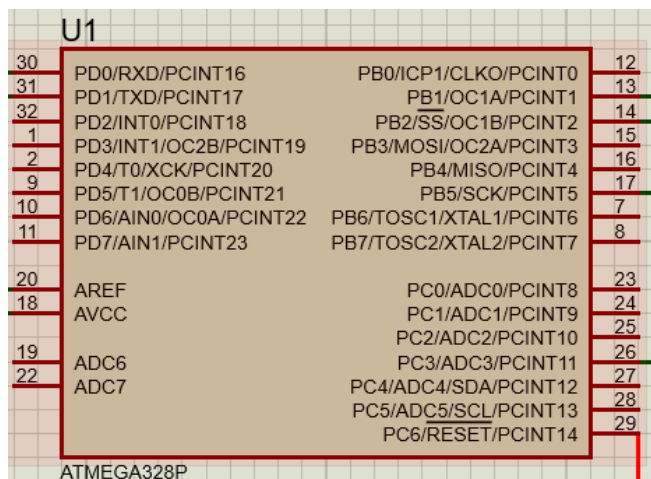 U1
30 PD0/RXD/PCINT16 PB0/ICP1/CLKO/PCINT0 12
31 PD1/TXD/PCINT17 PB1/OC1A/PCINT1 13
32 PD2/INT0/PCINT18 PB2/SS/OC1B/PCINT2 14
1 PD3/INT1/OC2B/PCINT19 PB3/MOSI/OC2A/PCINT3 15
2 PD4/T0/XCK/PCINT20 PB4/MISO/PCINT4 16
9 PD5/T1/OC0B/PCINT21 PB5/SCK/PCINT5 17
10 PD6/AIN0/OC0A/PCINT22 PB6/TOSC1/XTAL1/PCINT6 7
11 PD7/AIN1/PCINT23 PB7/TOSC2/XTAL2/PCINT7 8
20 AREF PC0/ADC0/PCINT8 23
18 AVCC PC1/ADC1/PCINT9 24
PC2/ADC2/PCINT10 25
19 ADC6 PC3/ADC3/PCINT11 26
22 ADC7 PC4/ADC4/SDA/PCINT12 27
PC5/ADC5/SCL/PCINT13 28
PC6/RESET/PCINT14 29
ATMEGA328P